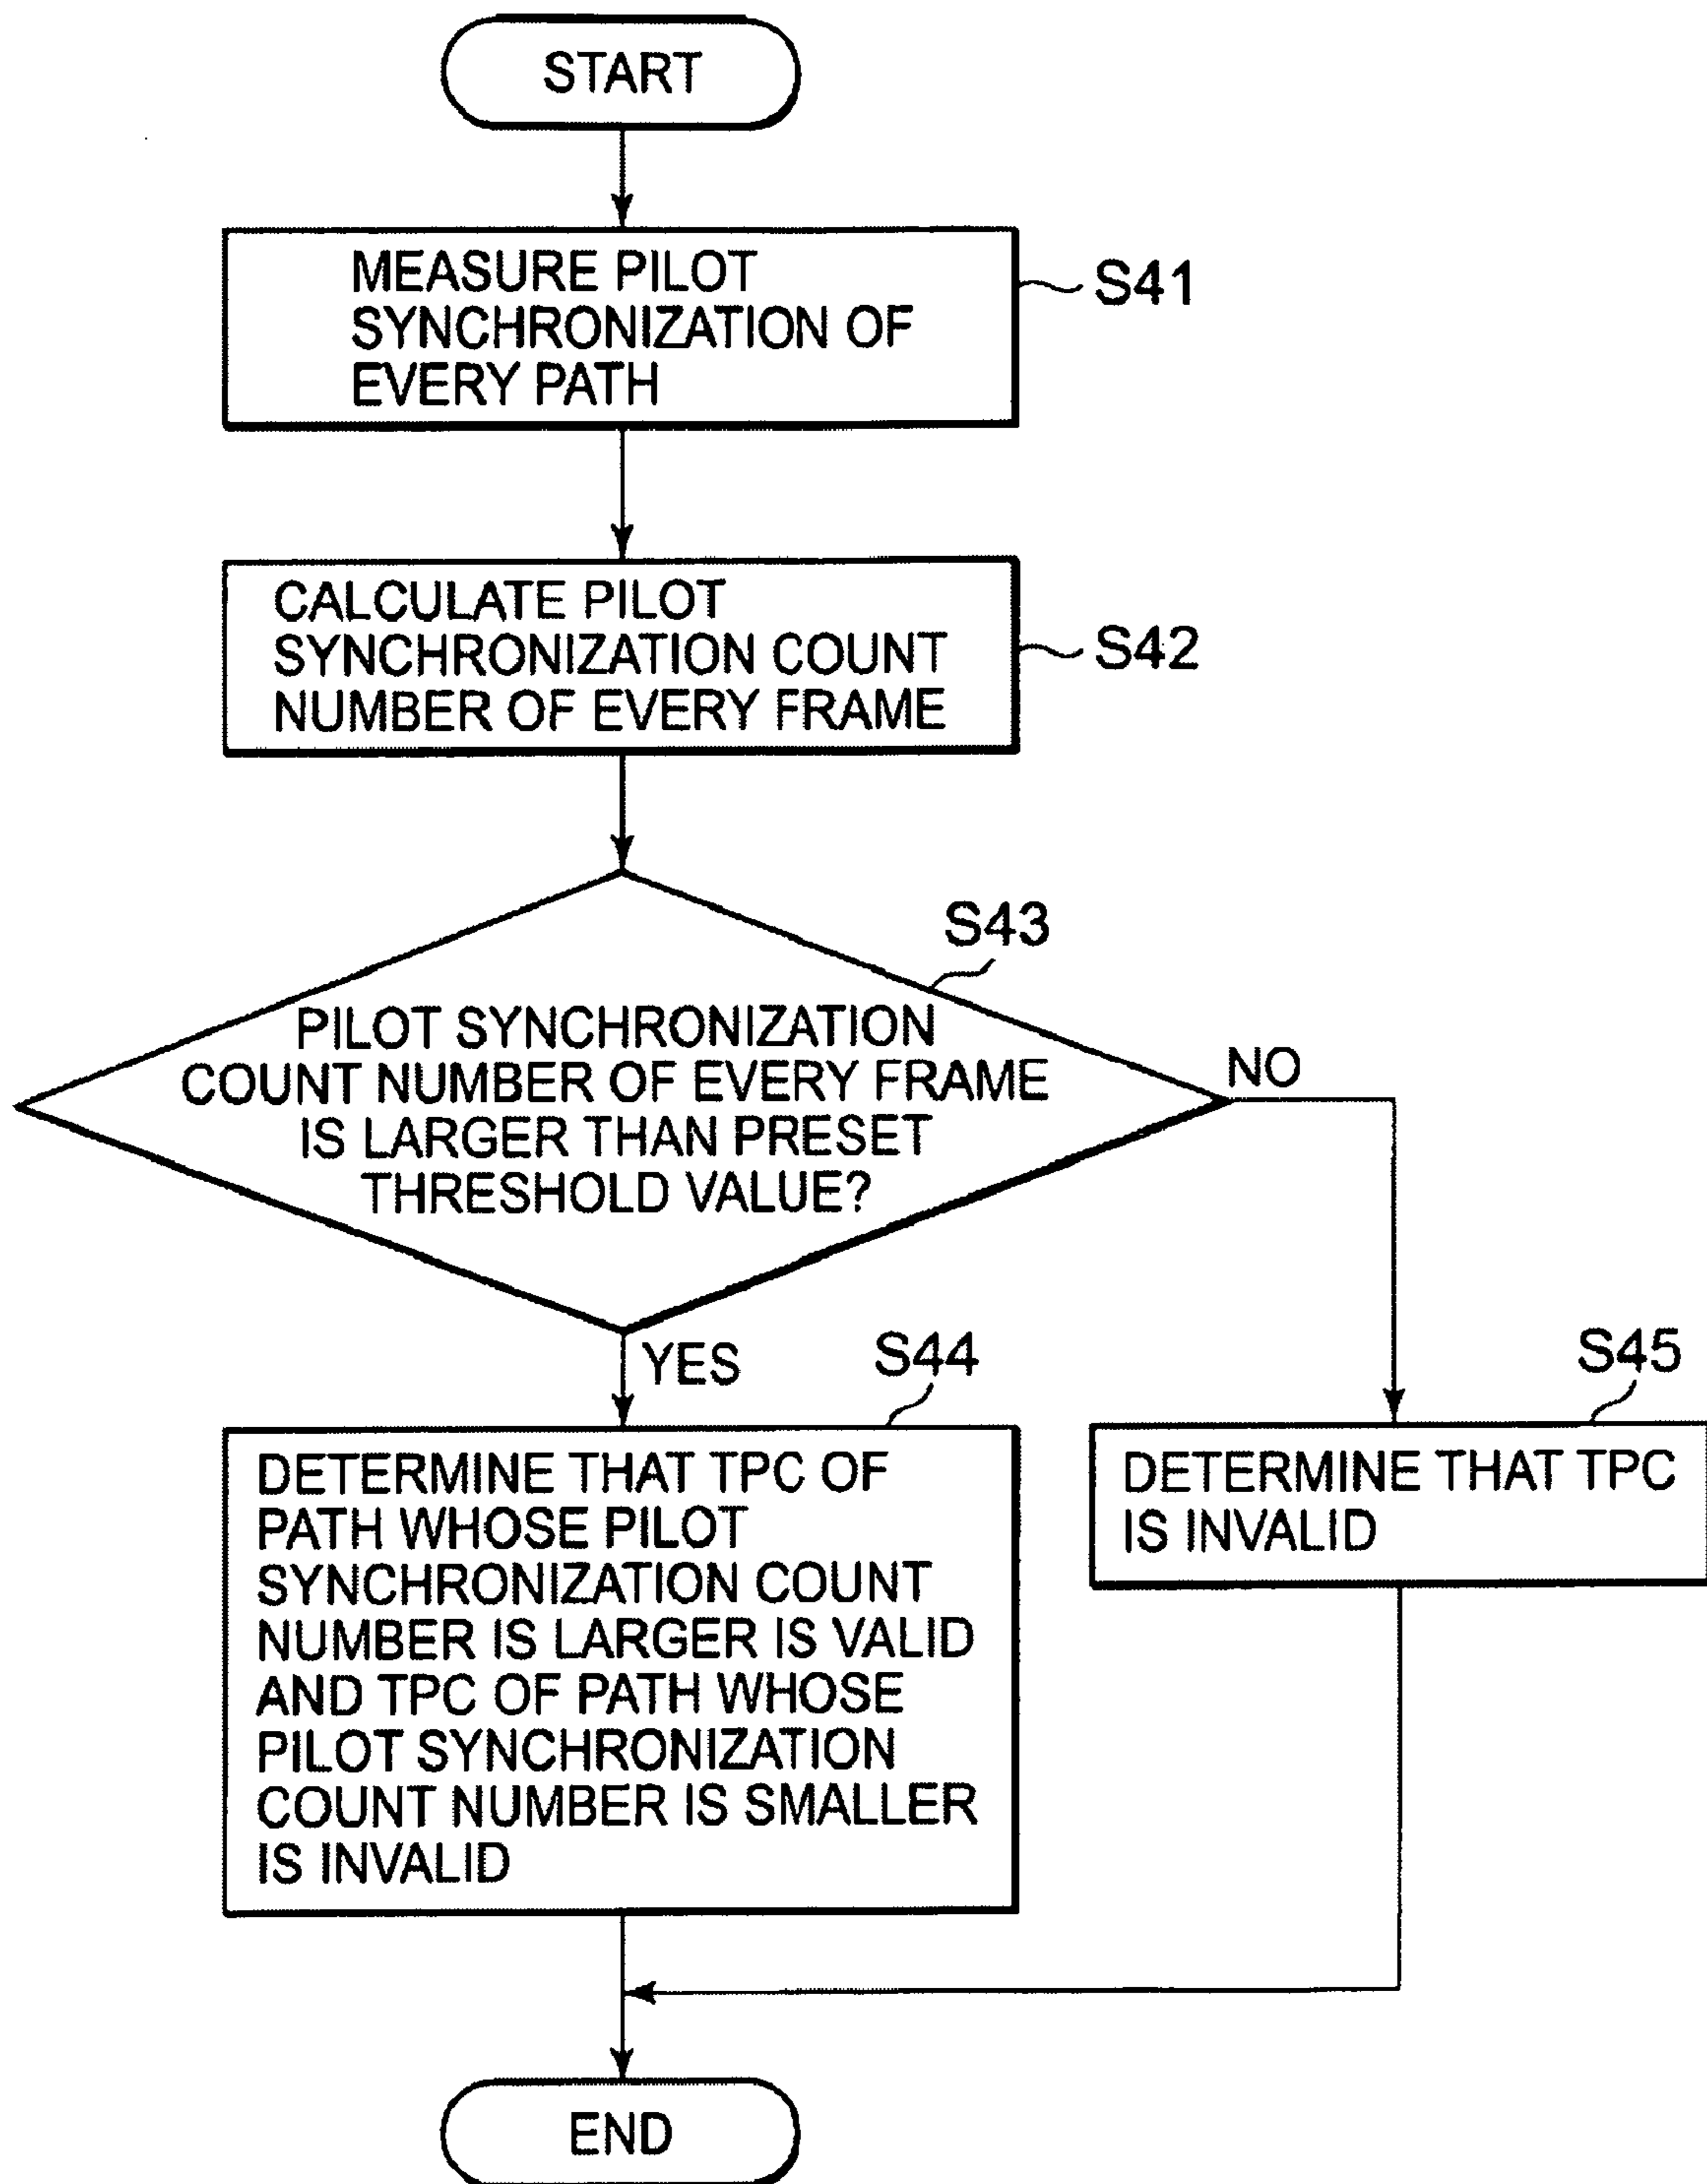 START
MEASURE PILOT
SYNCHRONIZATION OF
EVERY PATH
S41
CALCULATE PILOT
SYNCHRONIZATION COUNT
NUMBER OF EVERY FRAME
S42
S43
PILOT SYNCHRONIZATION
COUNT NUMBER OF EVERY FRAME
IS LARGER THAN PRESET
THRESHOLD VALUE?
NO
YES
S44
DETERMINE THAT TPC OF
PATH WHOSE PILOT
SYNCHRONIZATION COUNT
NUMBER IS LARGER IS VALID
AND TPC OF PATH WHOSE
PILOT SYNCHRONIZATION
COUNT NUMBER IS SMALLER
IS INVALID
S45
DETERMINE THAT TPC
IS INVALID
END